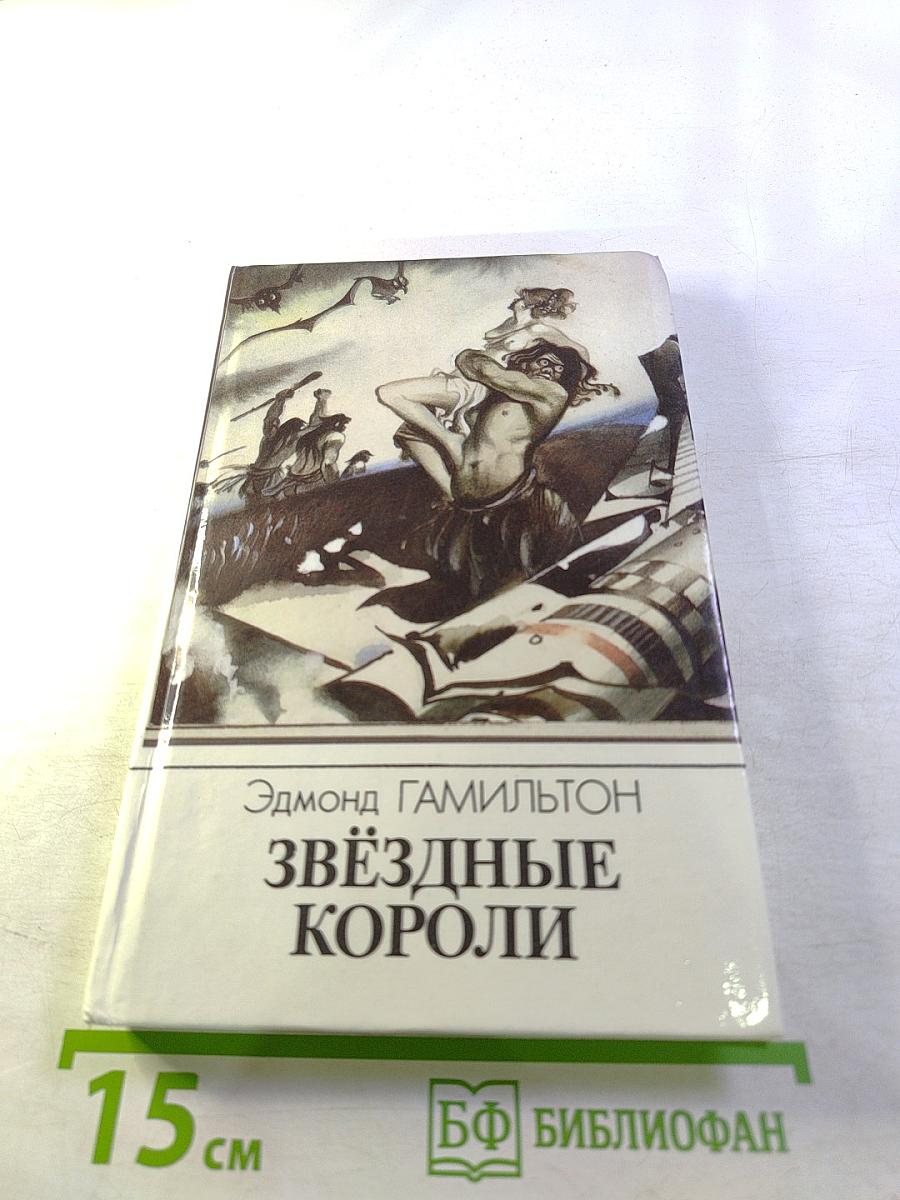 Эдмонд ГАМИЛЬТОН
ЗВЁЗДНЫЕ
КОРОЛИ
15 см
БФ БИБЛИОФАН